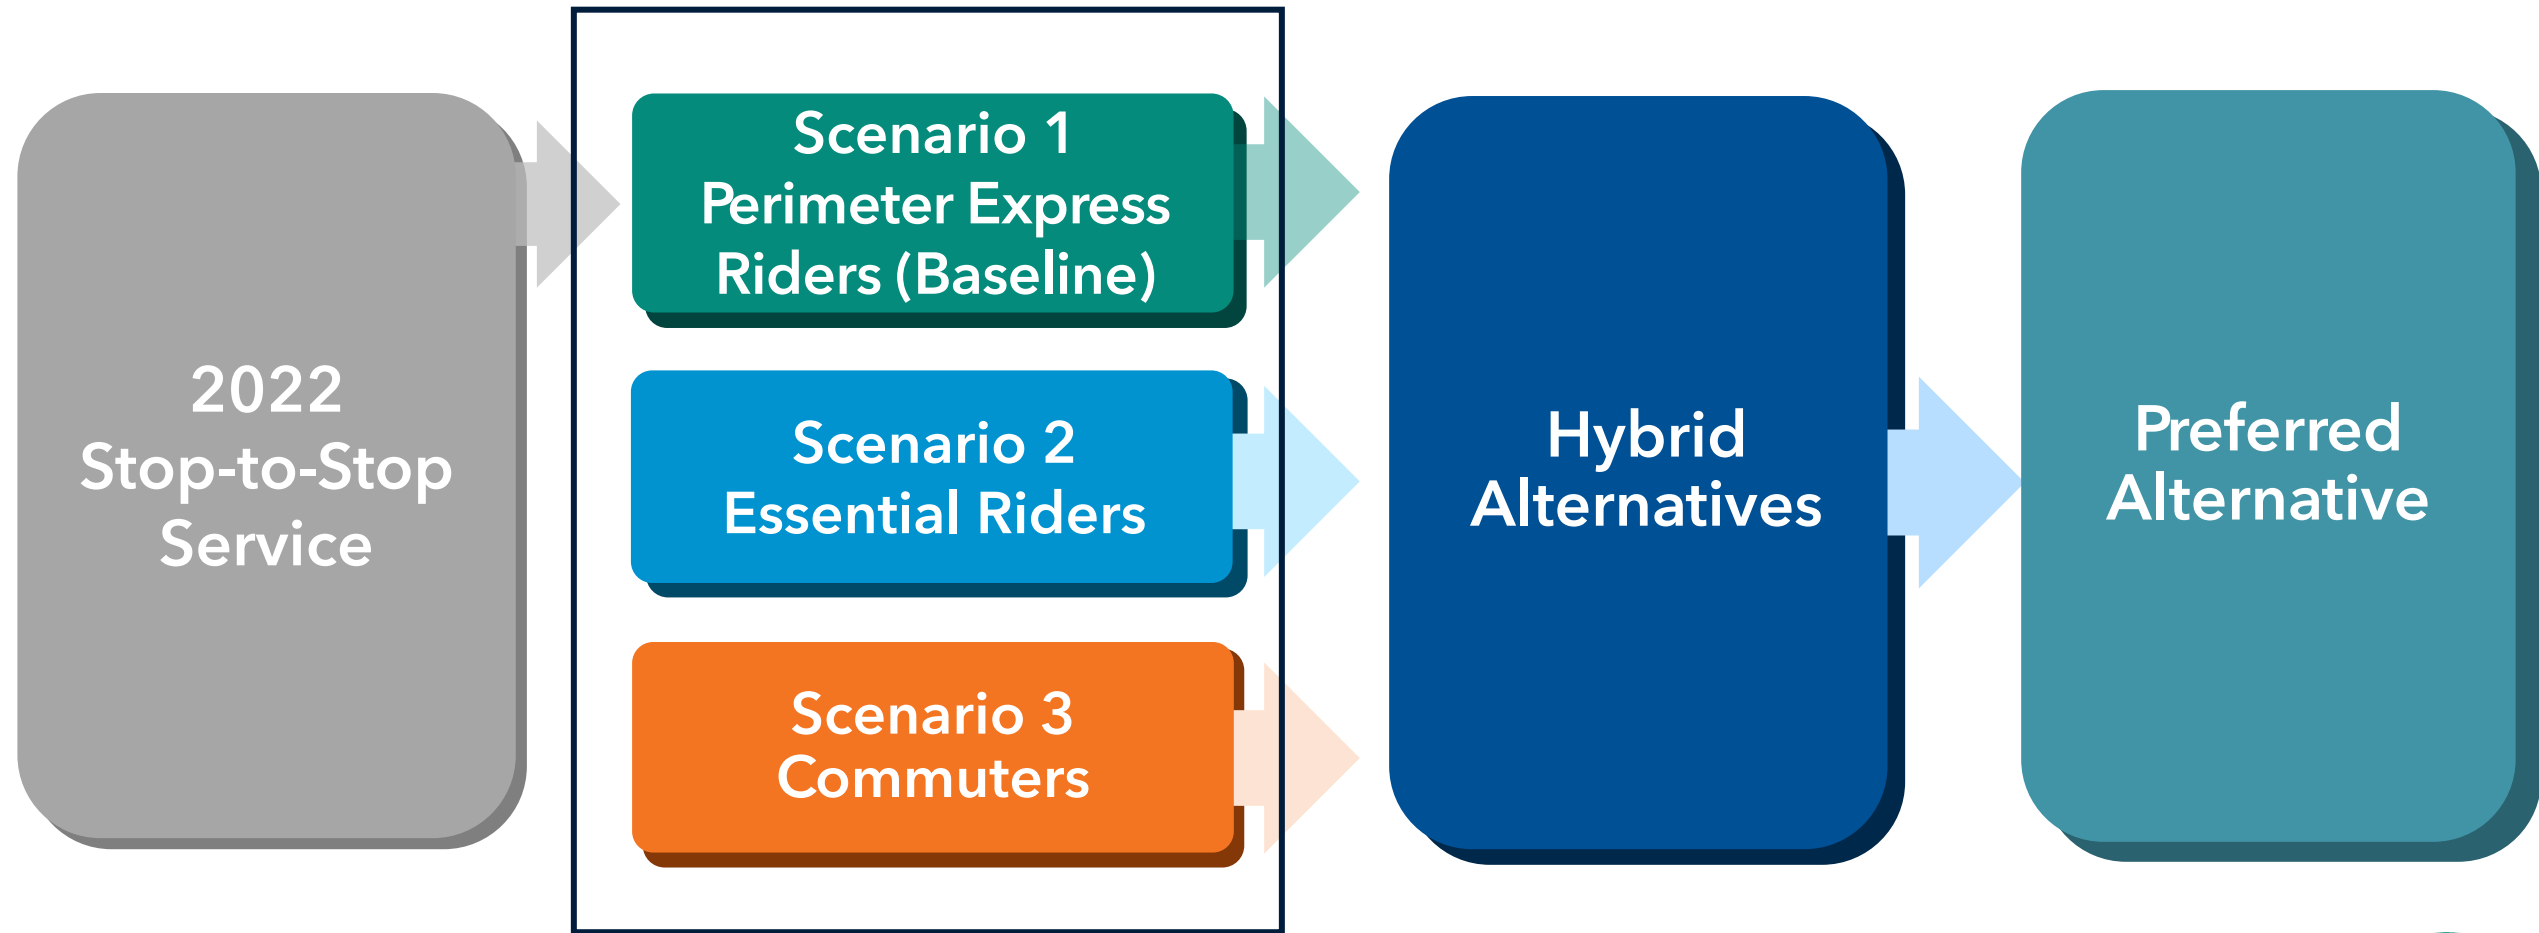 2022
Stop-to-Stop
Service
Scenario 1
Perimeter Express
Riders (Baseline)
Scenario 2
Essential Riders
Scenario 3
Commuters
Hybrid
Alternatives
Preferred
Alternative